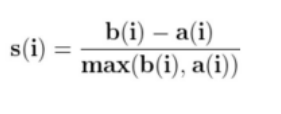 s(i) = b(i) − a(i) / max(b(i), a(i))